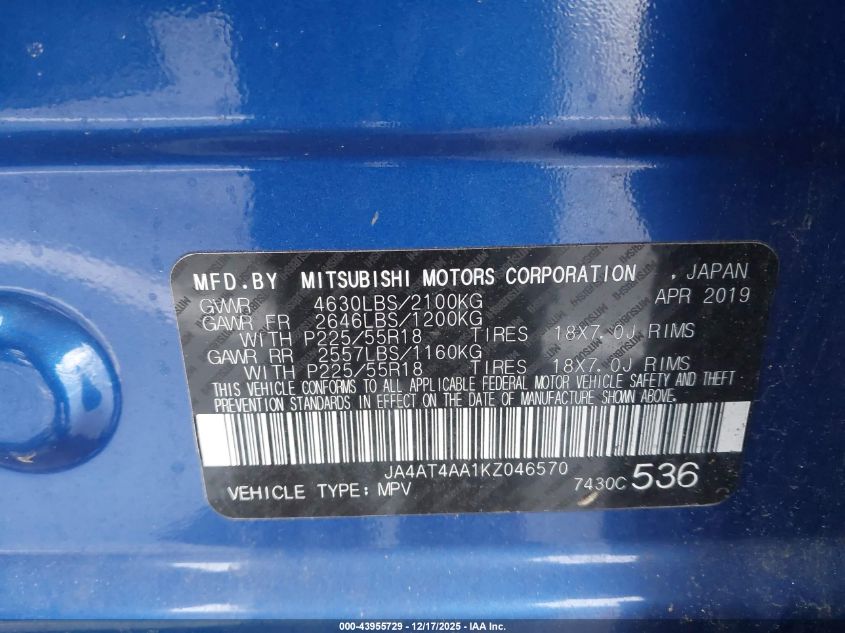 MFD.BY MITSUBISHI MOTORS CORPORATION , JAPAN
GVWR 4630LBS/2100KG APR 2019
GAWR FR 2646LBS/1200KG
WITH P225/55R18 TIRES 18X7.0J RIMS
GAWR RR 2557LBS/1160KG
WITH P225/55R18 TIRES 18X7.0J RIMS
THIS VEHICLE CONFORMS TO ALL APPLICABLE FEDERAL MOTOR VEHICLE SAFETY AND THEFT
PREVENTION STANDARDS IN EFFECT ON THE DATE OF MANUFACTURE SHOWN ABOVE.
JA4AT4AA1KZ046570
VEHICLE TYPE: MPV 7430C 536
000-43955729 - 12/17/2025 - IAA Inc.